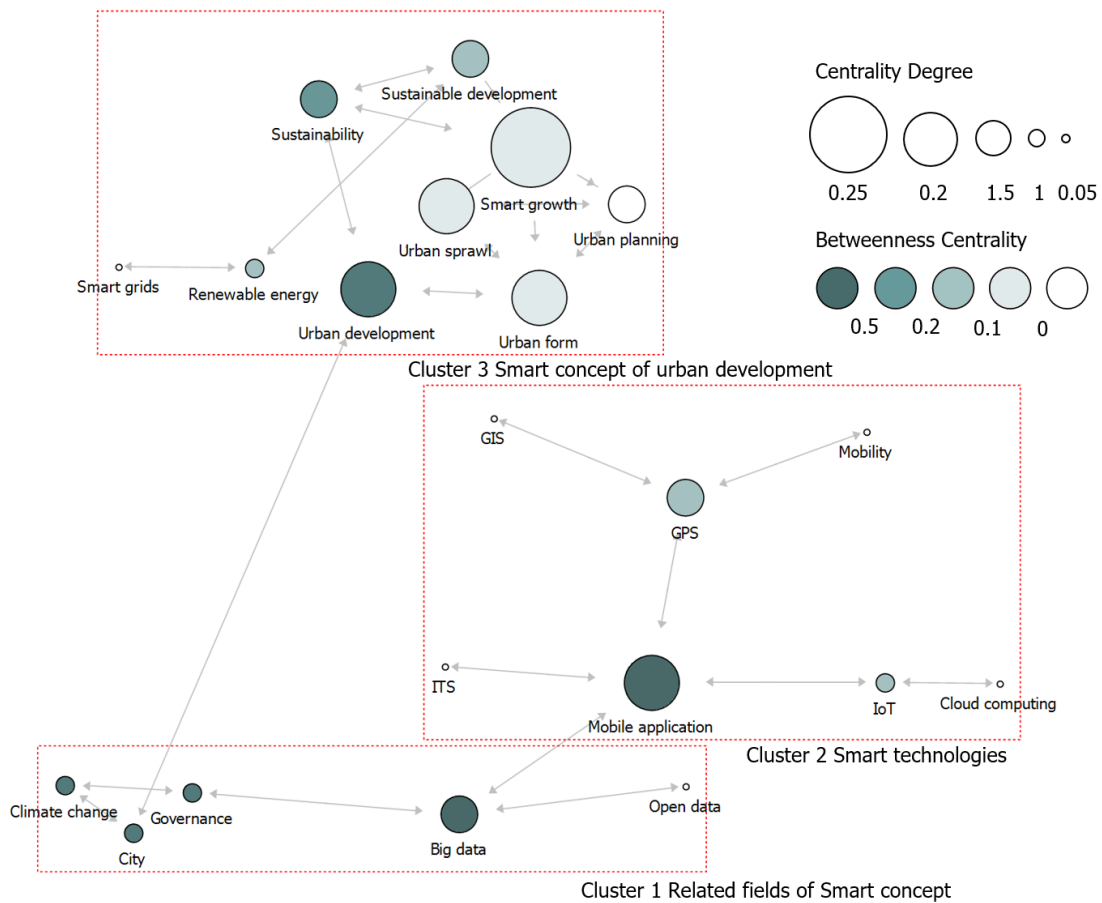 Centrality Degree
Sustainable development
Sustainability
0.25 0.2 1.5 1 0.05
Smart growth
Urban planning
Urban sprawl
Betweenness Centrality
Smart grids
Renewable energy
Urban development
Urban form
0.5 0.2 0.1 0
Cluster 3 Smart concept of urban development
GIS
Mobility
GPS
ITS
Mobile application
IoT
Cloud computing
Cluster 2 Smart technologies
Climate change
Governance
Open data
City
Big data
Cluster 1 Related fields of Smart concept